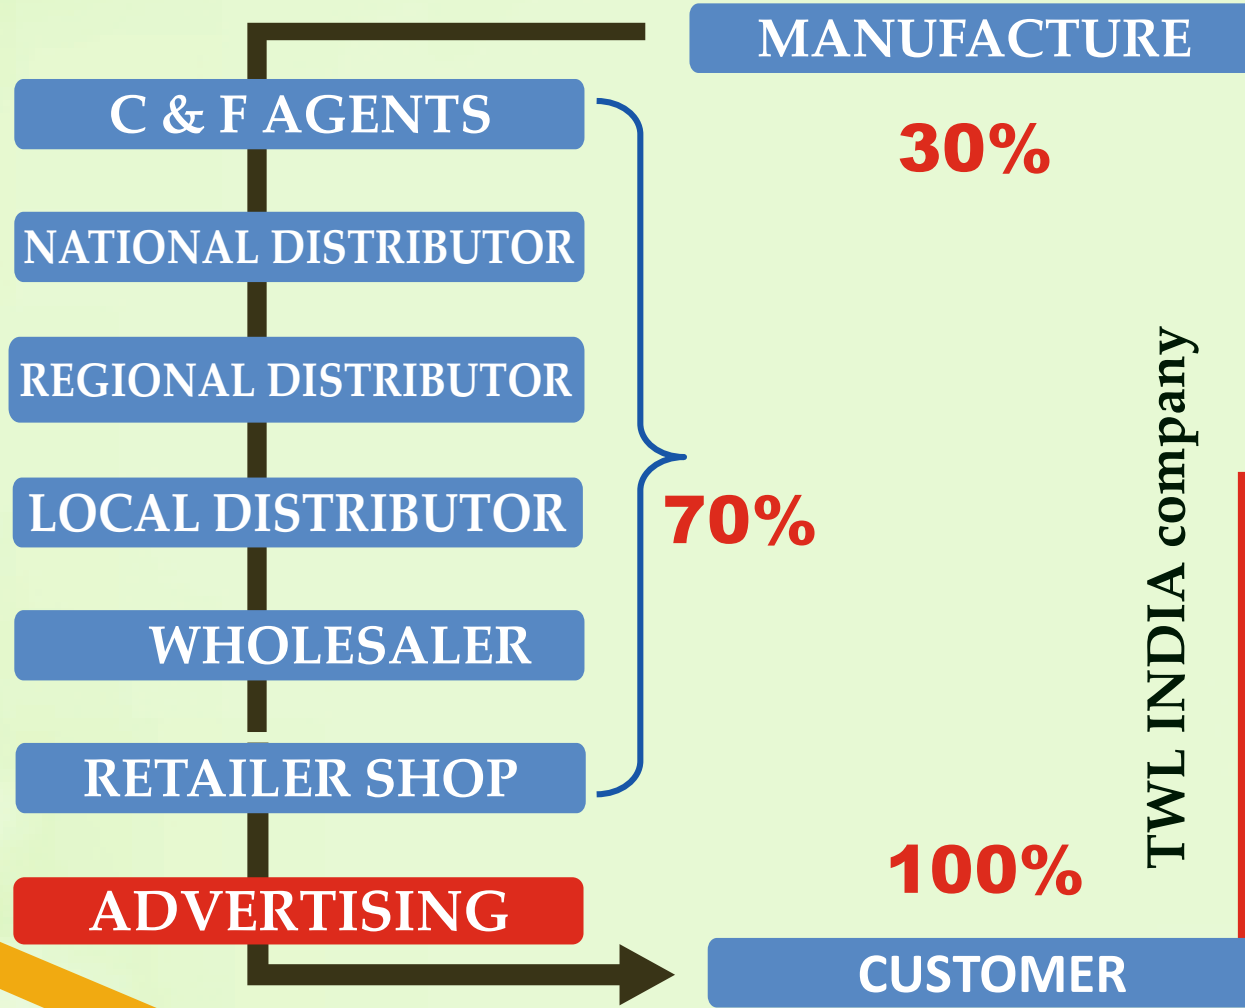 MANUFACTURE
C & F AGENTS
30%
NATIONAL DISTRIBUTOR
REGIONAL DISTRIBUTOR
LOCAL DISTRIBUTOR
70%
TWL INDIA company
WHOLESALER
RETAILER SHOP
100%
ADVERTISING
CUSTOMER